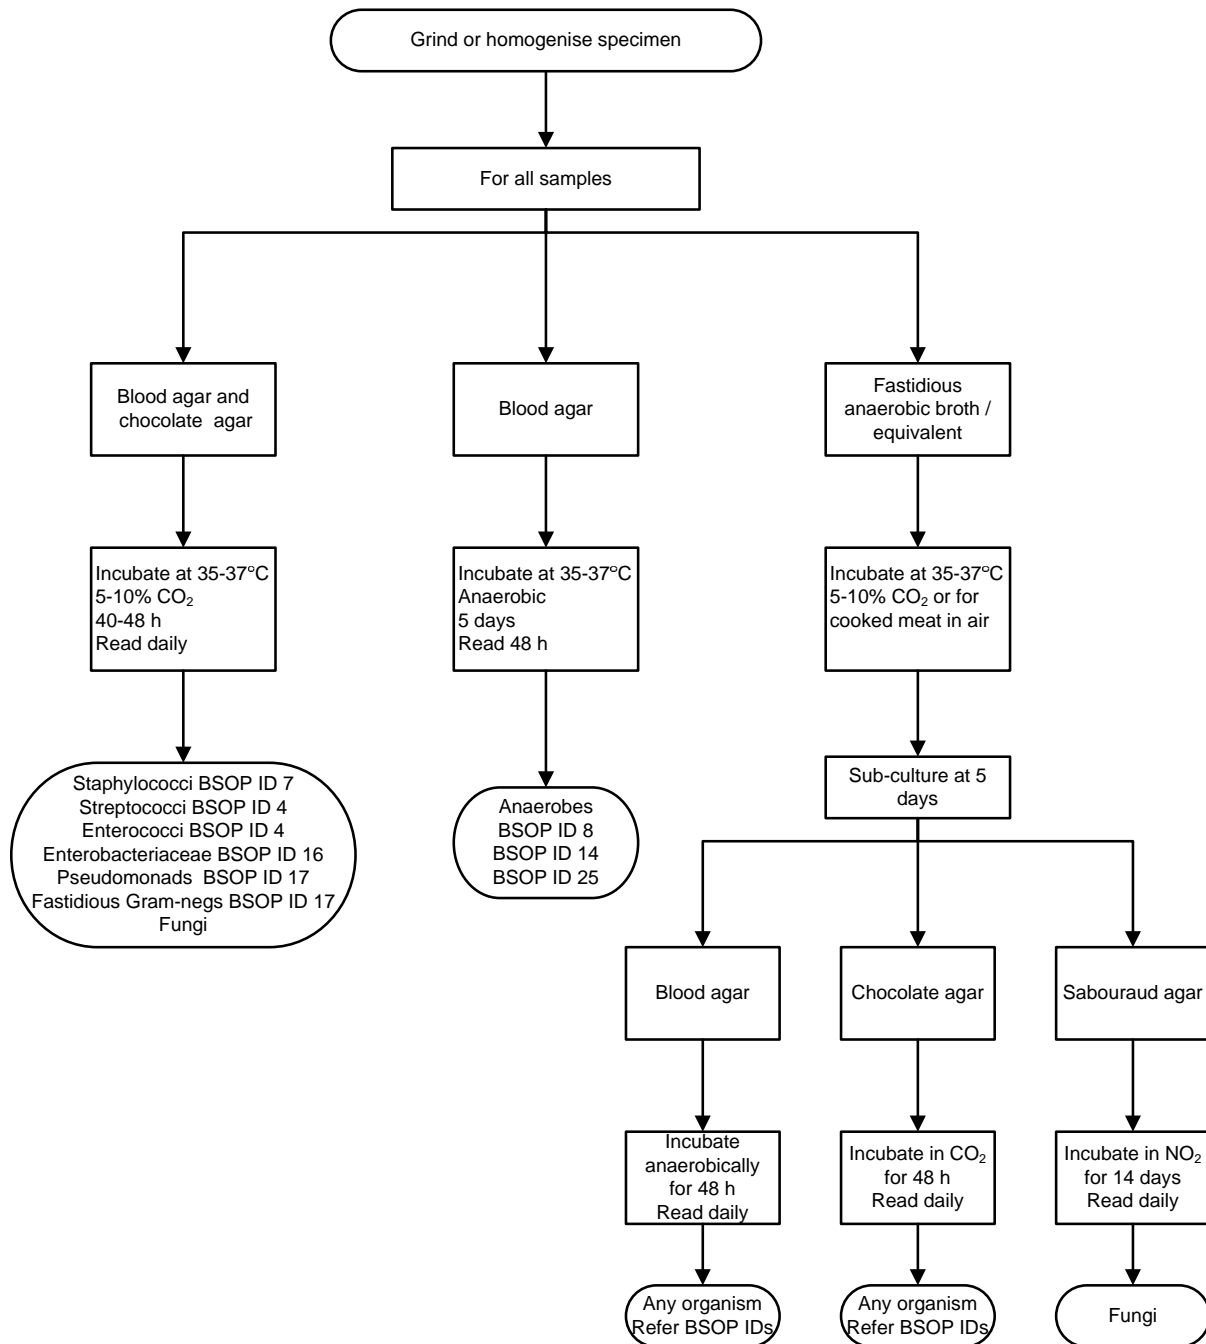 Grind or homogenise specimen
For all samples
Blood agar and
chocolate agar
Blood agar
Fastidious
anaerobic broth /
equivalent
Incubate at 35-37°C
5-10% CO₂
40-48 h
Read daily
Incubate at 35-37°C
Anaerobic
5 days
Read 48 h
Incubate at 35-37°C
5-10% CO₂ or for
cooked meat in air
Staphylococci BSOP ID 7
Streptococci BSOP ID 4
Enterococci BSOP ID 4
Enterobacteriaceae BSOP ID 16
Pseudomonads BSOP ID 17
Fastidious Gram-negs BSOP ID 17
Fungi
Anaerobes
BSOP ID 8
BSOP ID 14
BSOP ID 25
Sub-culture at 5
days
Blood agar
Chocolate agar
Sabouraud agar
Incubate
anaerobically
for 48 h
Read daily
Incubate in CO₂
for 48 h
Read daily
Incubate in NO₂
for 14 days
Read daily
Any organism
Refer BSOP IDs
Any organism
Refer BSOP IDs
Fungi